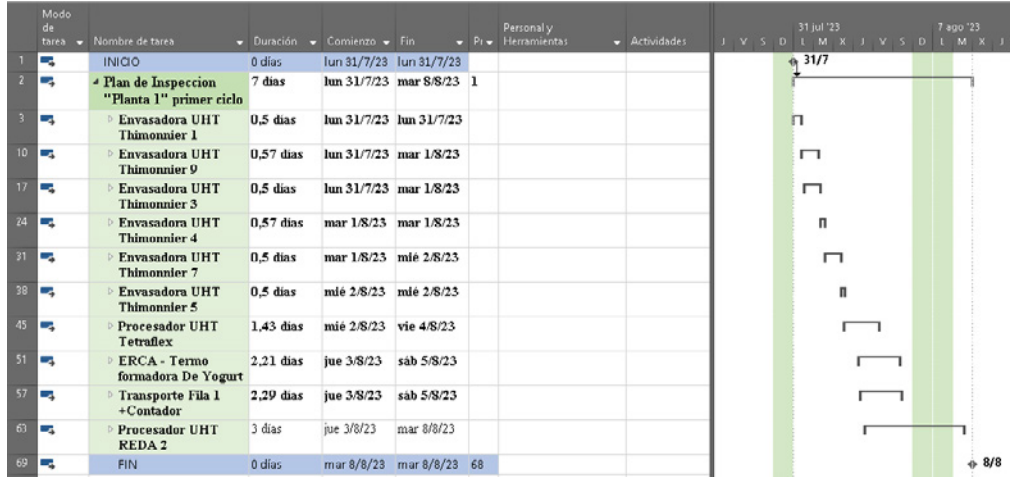 Modo de tarea Nombre de tarea Duración Comienzo Fin Pr Personal y Herramientas Actividades
31 jul '23 7 ago '23
J V S D L M X J V S D L M X J
1 INICIO 0 días lun 31/7/23 lun 31/7/23 31/7
2 Plan de Inspeccion 7 días lun 31/7/23 mar 8/8/23 1
"Planta 1" primer ciclo
3 Envasadora UHT 0,5 días lun 31/7/23 lun 31/7/23
Thimonnier 1
10 Envasadora UHT 0,57 días lun 31/7/23 mar 1/8/23
Thimonnier 9
17 Envasadora UHT 0,5 días lun 31/7/23 mar 1/8/23
Thimonnier 3
24 Envasadora UHT 0,57 días mar 1/8/23 mar 1/8/23
Thimonnier 4
31 Envasadora UHT 0,5 días mar 1/8/23 mié 2/8/23
Thimonnier 7
38 Envasadora UHT 0,5 días mié 2/8/23 mié 2/8/23
Thimonnier 5
45 Procesador UHT 1,43 días mié 2/8/23 vie 4/8/23
Tetraflex
51 ERCA - Termo 2,21 días jue 3/8/23 sáb 5/8/23
formadora De Yogurt
57 Transporte Fila 1 2,29 días jue 3/8/23 sáb 5/8/23
+Contador
63 Procesador UHT 3 días jue 3/8/23 mar 8/8/23
REDA 2
69 FIN 0 días mar 8/8/23 mar 8/8/23 68 8/8